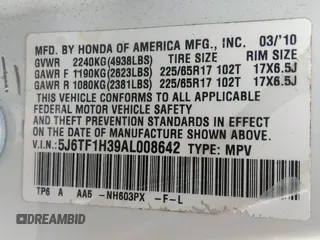 MFD. BY HONDA OF AMERICA MFG., INC. 03/'10
GVWR 2240KG(4938LBS) TIRE SIZE RIM SIZE
GAWR F 1190KG(2623LBS) 225/65R17 102T 17X6.5J
GAWR R 1080KG(2381LBS) 225/65R17 102T 17X6.5J
THIS VEHICLE CONFORMS TO ALL APPLICABLE
FEDERAL MOTOR VEHICLE SAFETY AND
THEFT PREVENTION STANDARDS IN EFFECT ON
THE DATE OF MANUFACTURE SHOWN ABOVE.
V.I.N.: 5J6TF1H39AL008642 TYPE: MPV
TP6 A AA5 -NH603PX -F-L
DREAMBID